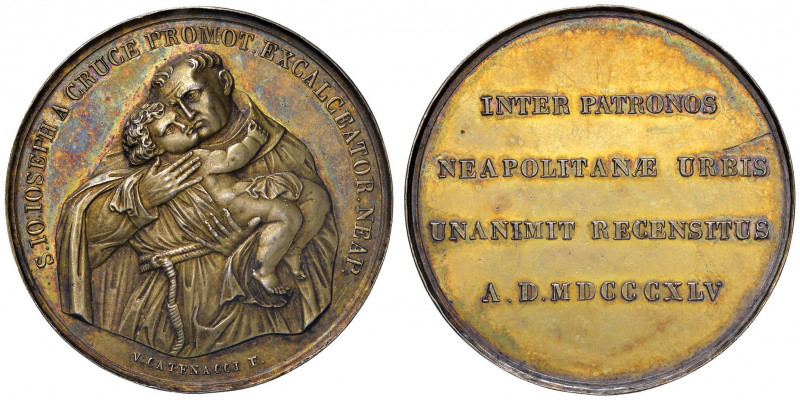 S. IO. IOSEPH A CRUCE PROMOT. EXCALCEATOR. NEAP.
V. CATENACCI F.
INTER PATRONOS
NEAPOLITANÆ URBIS
UNANIMIT RECENSITUS
A. D. MDCCCXLV